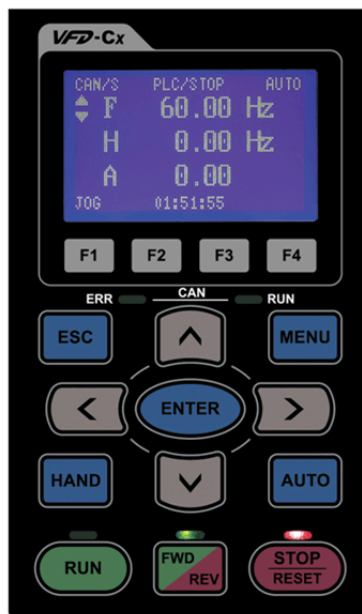 VFD-Cx
CAN/S PLC/STOP AUTO
F 60.00 Hz
H 0.00 Hz
A 0.00
JOG 01:51:55
F1 F2 F3 F4
ERR CAN RUN
ESC MENU
ENTER
HAND AUTO
RUN FWD REV STOP RESET